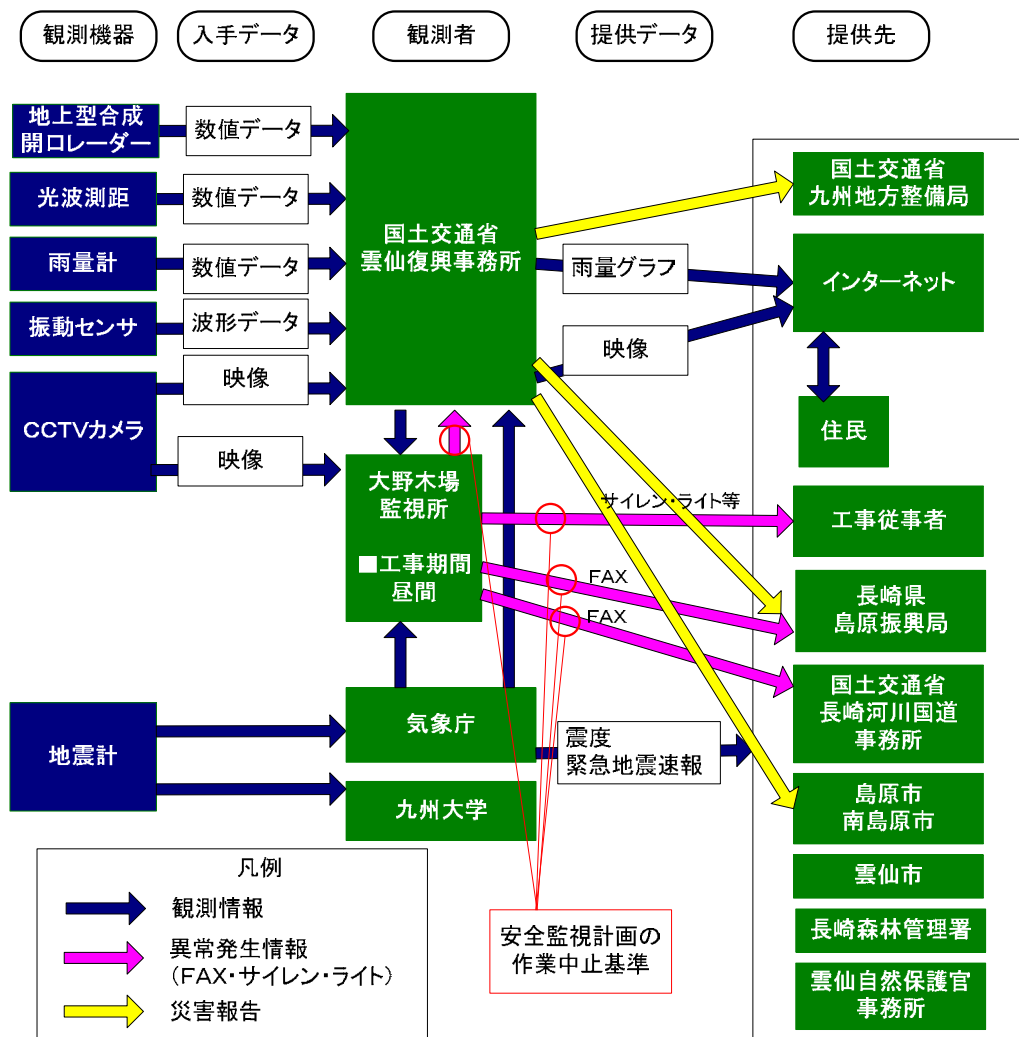 観測機器
入手データ
観測者
提供データ
提供先
地上型合成
開口レーダー
数値データ
光波測距
数値データ
雨量計
数値データ
振動センサ
波形データ
CCTVカメラ
映像
映像
地震計
国土交通省
雲仙復興事務所
大野木場
監視所
■工事期間
昼間
気象庁
九州大学
雨量グラフ
映像
サイレン・ライト等
FAX
FAX
震度
緊急地震速報
国土交通省
九州地方整備局
インターネット
住民
工事従事者
長崎県
島原振興局
国土交通省
長崎河川国道
事務所
島原市
南島原市
雲仙市
長崎森林管理署
雲仙自然保護官
事務所
凡例
観測情報
異常発生情報
(FAX・サイレン・ライト)
災害報告
安全監視計画の
作業中止基準